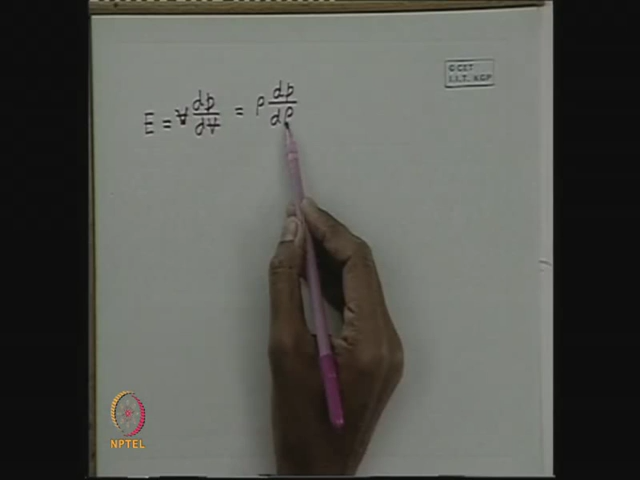 © CET
I.I.T. KGP
E = ∀ dp/d∀ = ρ dp/dρ
NPTEL